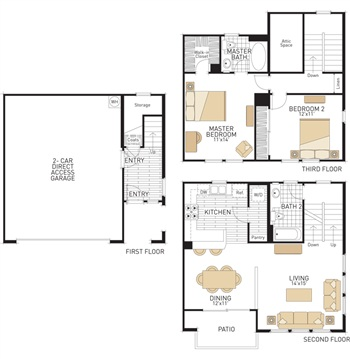 Walk-in
Closet
MASTER
BATH
Attic
Space
Down
Linen
MASTER
BEDROOM
11'x14'
BEDROOM 2
12'x11'
THIRD FLOOR
WH
Storage
Up
ENTRY
ENTRY
2- CAR
DIRECT
ACCESS
GARAGE
FIRST FLOOR
DW
Ref.
W/D
KITCHEN
BATH 2
Pantry
Down
Up
DINING
12'x11'
LIVING
14'x15'
PATIO
SECOND FLOOR